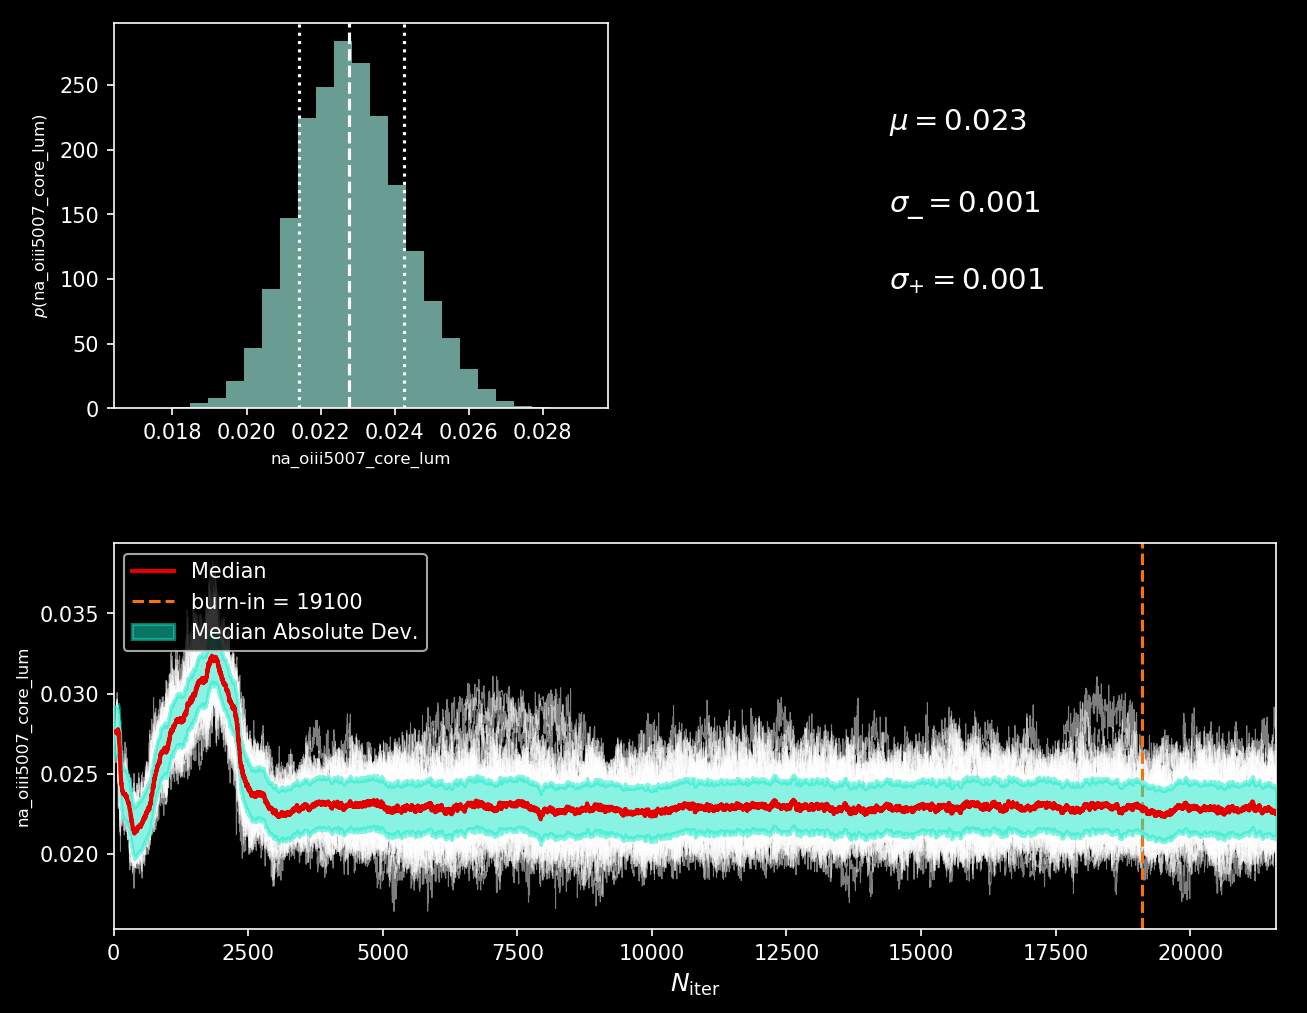 250
200
150
100
50
0
p(na_oiii5007_core_lum)
0.018 0.020 0.022 0.024 0.026 0.028
na_oiii5007_core_lum
μ = 0.023
σ₋ = 0.001
σ₊ = 0.001
Median
burn-in = 19100
Median Absolute Dev.
0.035
0.030
0.025
0.020
na_oiii5007_core_lum
0 2500 5000 7500 10000 12500 15000 17500 20000
N_iter